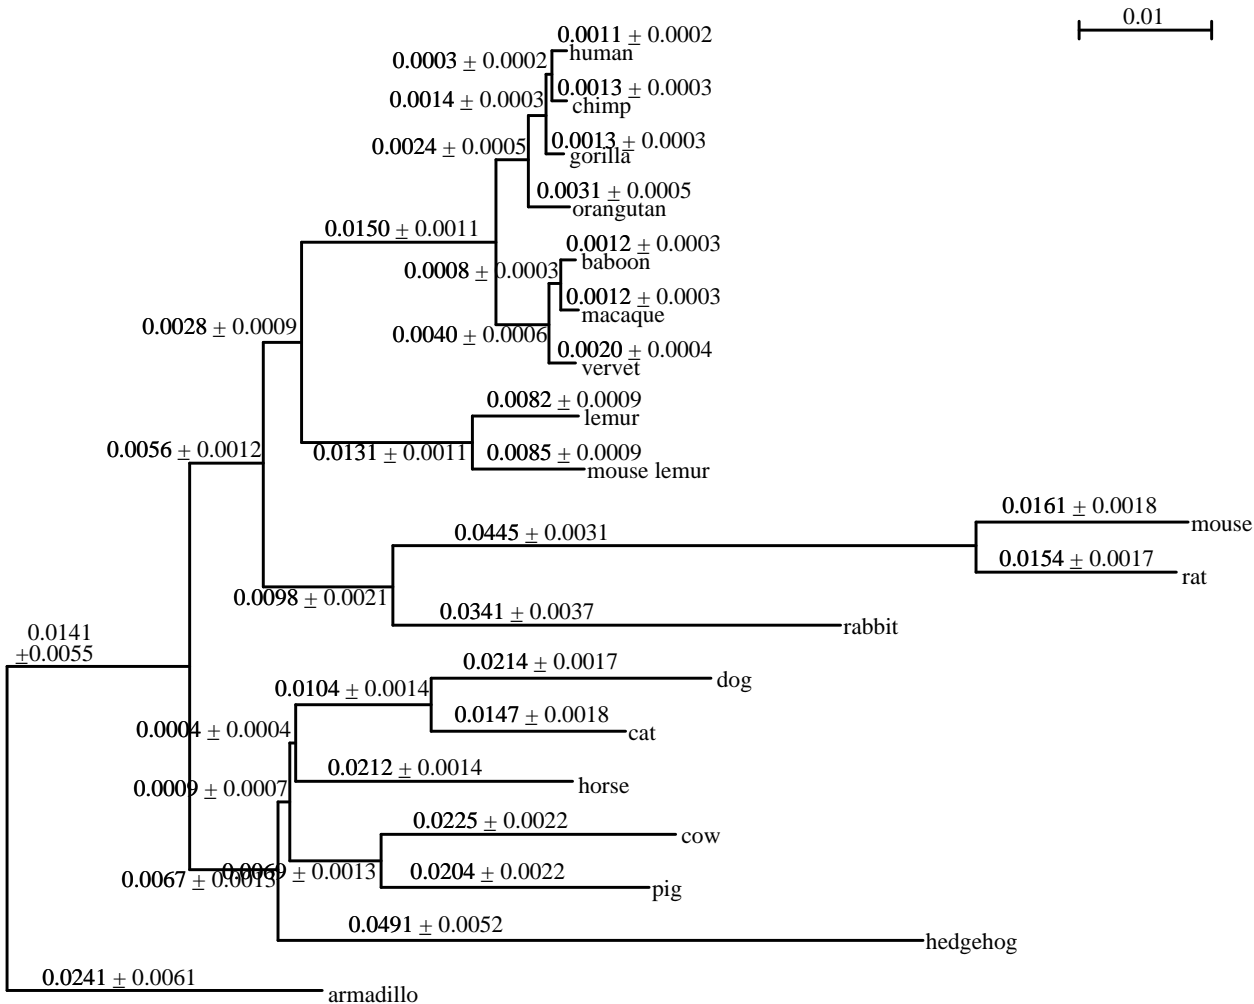 0.01
0.0011 ± 0.0002
human
0.0003 ± 0.0002
0.0013 ± 0.0003
chimp
0.0014 ± 0.0003
0.0013 ± 0.0003
gorilla
0.0024 ± 0.0005
0.0031 ± 0.0005
orangutan
0.0150 ± 0.0011
0.0012 ± 0.0003
baboon
0.0008 ± 0.0003
0.0012 ± 0.0003
macaque
0.0028 ± 0.0009
0.0040 ± 0.0006
0.0020 ± 0.0004
vervet
0.0082 ± 0.0009
lemur
0.0056 ± 0.0012
0.0131 ± 0.0011
0.0085 ± 0.0009
mouse lemur
0.0161 ± 0.0018
mouse
0.0445 ± 0.0031
0.0154 ± 0.0017
rat
0.0098 ± 0.0021
0.0341 ± 0.0037
rabbit
0.0141
±0.0055
0.0214 ± 0.0017
dog
0.0104 ± 0.0014
0.0147 ± 0.0018
cat
0.0004 ± 0.0004
0.0212 ± 0.0014
horse
0.0009 ± 0.0007
0.0225 ± 0.0022
cow
0.0067 ± 0.0013
0.0069 ± 0.0013
0.0204 ± 0.0022
pig
0.0491 ± 0.0052
hedgehog
0.0241 ± 0.0061
armadillo